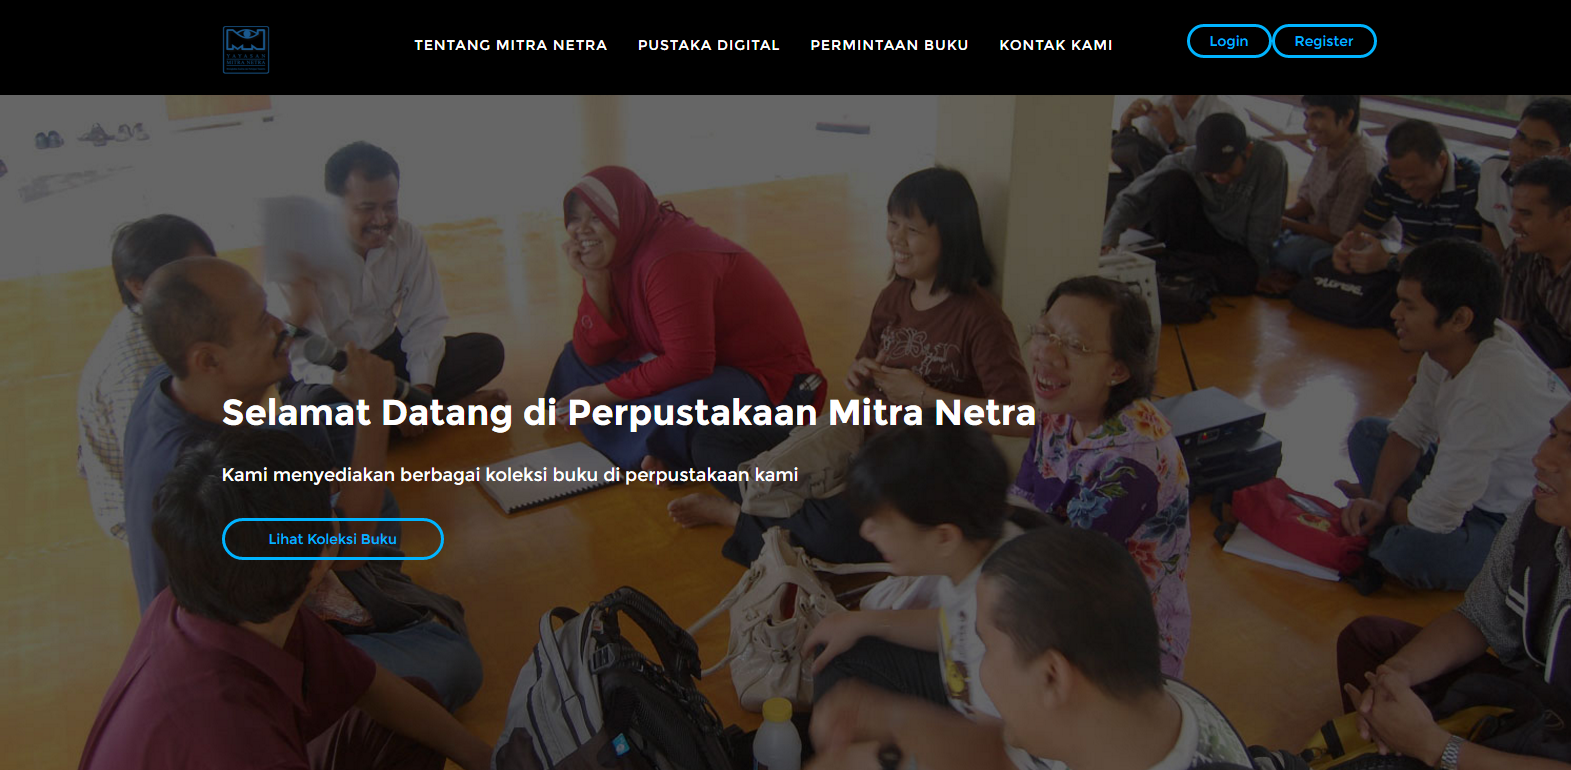 YAYASAN
MITRA NETRA
TENTANG MITRA NETRA
PUSTAKA DIGITAL
PERMINTAAN BUKU
KONTAK KAMI
Login
Register
Selamat Datang di Perpustakaan Mitra Netra
Kami menyediakan berbagai koleksi buku di perpustakaan kami
Lihat Koleksi Buku